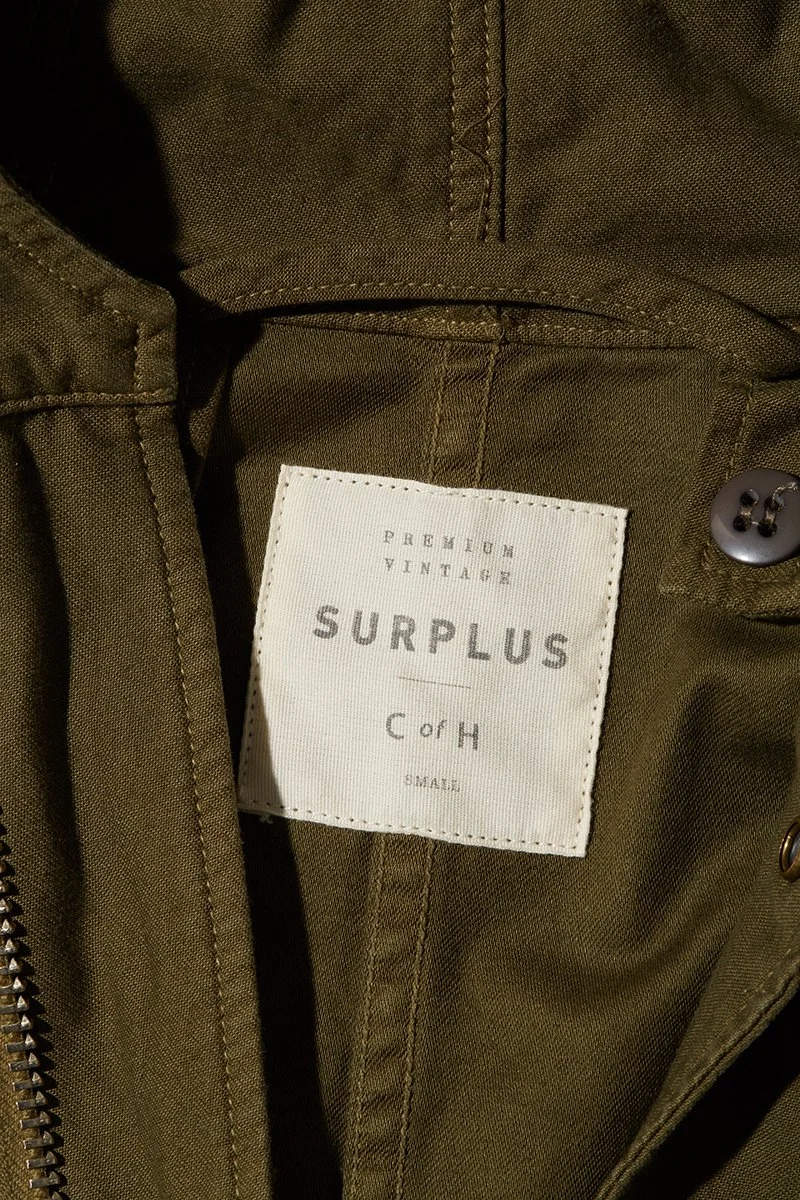 PREMIUM
VINTAGE
SURPLUS
C of H
SMALL